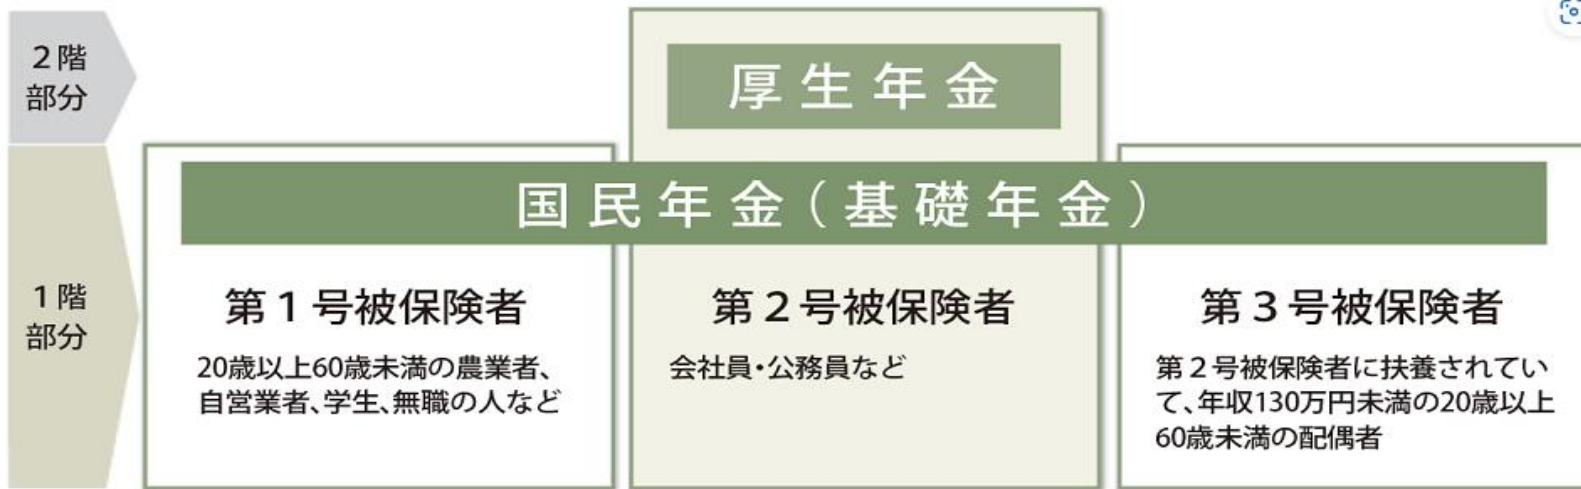 ２階
部分
厚生年金
国民年金（基礎年金）
１階
部分
第１号被保険者
20歳以上60歳未満の農業者、
自営業者、学生、無職の人など
第２号被保険者
会社員・公務員など
第３号被保険者
第２号被保険者に扶養されてい
て、年収130万円未満の20歳以上
60歳未満の配偶者